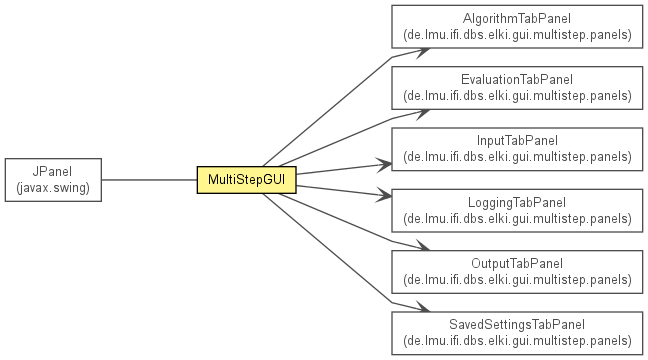 JPanel
(javax.swing)
MultiStepGUI
AlgorithmTabPanel
(de.lmu.ifi.dbs.elki.gui.multistep.panels)
EvaluationTabPanel
(de.lmu.ifi.dbs.elki.gui.multistep.panels)
InputTabPanel
(de.lmu.ifi.dbs.elki.gui.multistep.panels)
LoggingTabPanel
(de.lmu.ifi.dbs.elki.gui.multistep.panels)
OutputTabPanel
(de.lmu.ifi.dbs.elki.gui.multistep.panels)
SavedSettingsTabPanel
(de.lmu.ifi.dbs.elki.gui.multistep.panels)